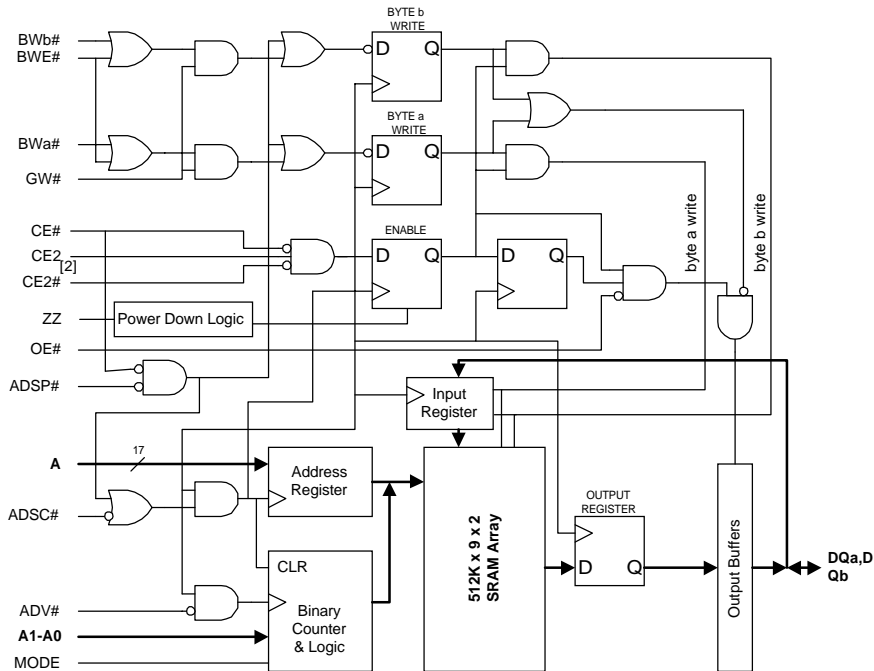 BYTE b
WRITE
BWb#
BWE#
D Q
BYTE a
WRITE
BWa#
D Q
GW#
byte a write
byte b write
CE#
ENABLE
CE2
D Q
D Q
[2]
CE2#
ZZ
Power Down Logic
OE#
ADSP#
Input
Register
17
A
Address
Register
ADSC#
OUTPUT
REGISTER
512K x 9 x 2
SRAM Array
D Q
Output Buffers
DQa,D
Qb
CLR
ADV#
Binary
Counter
& Logic
A1-A0
MODE